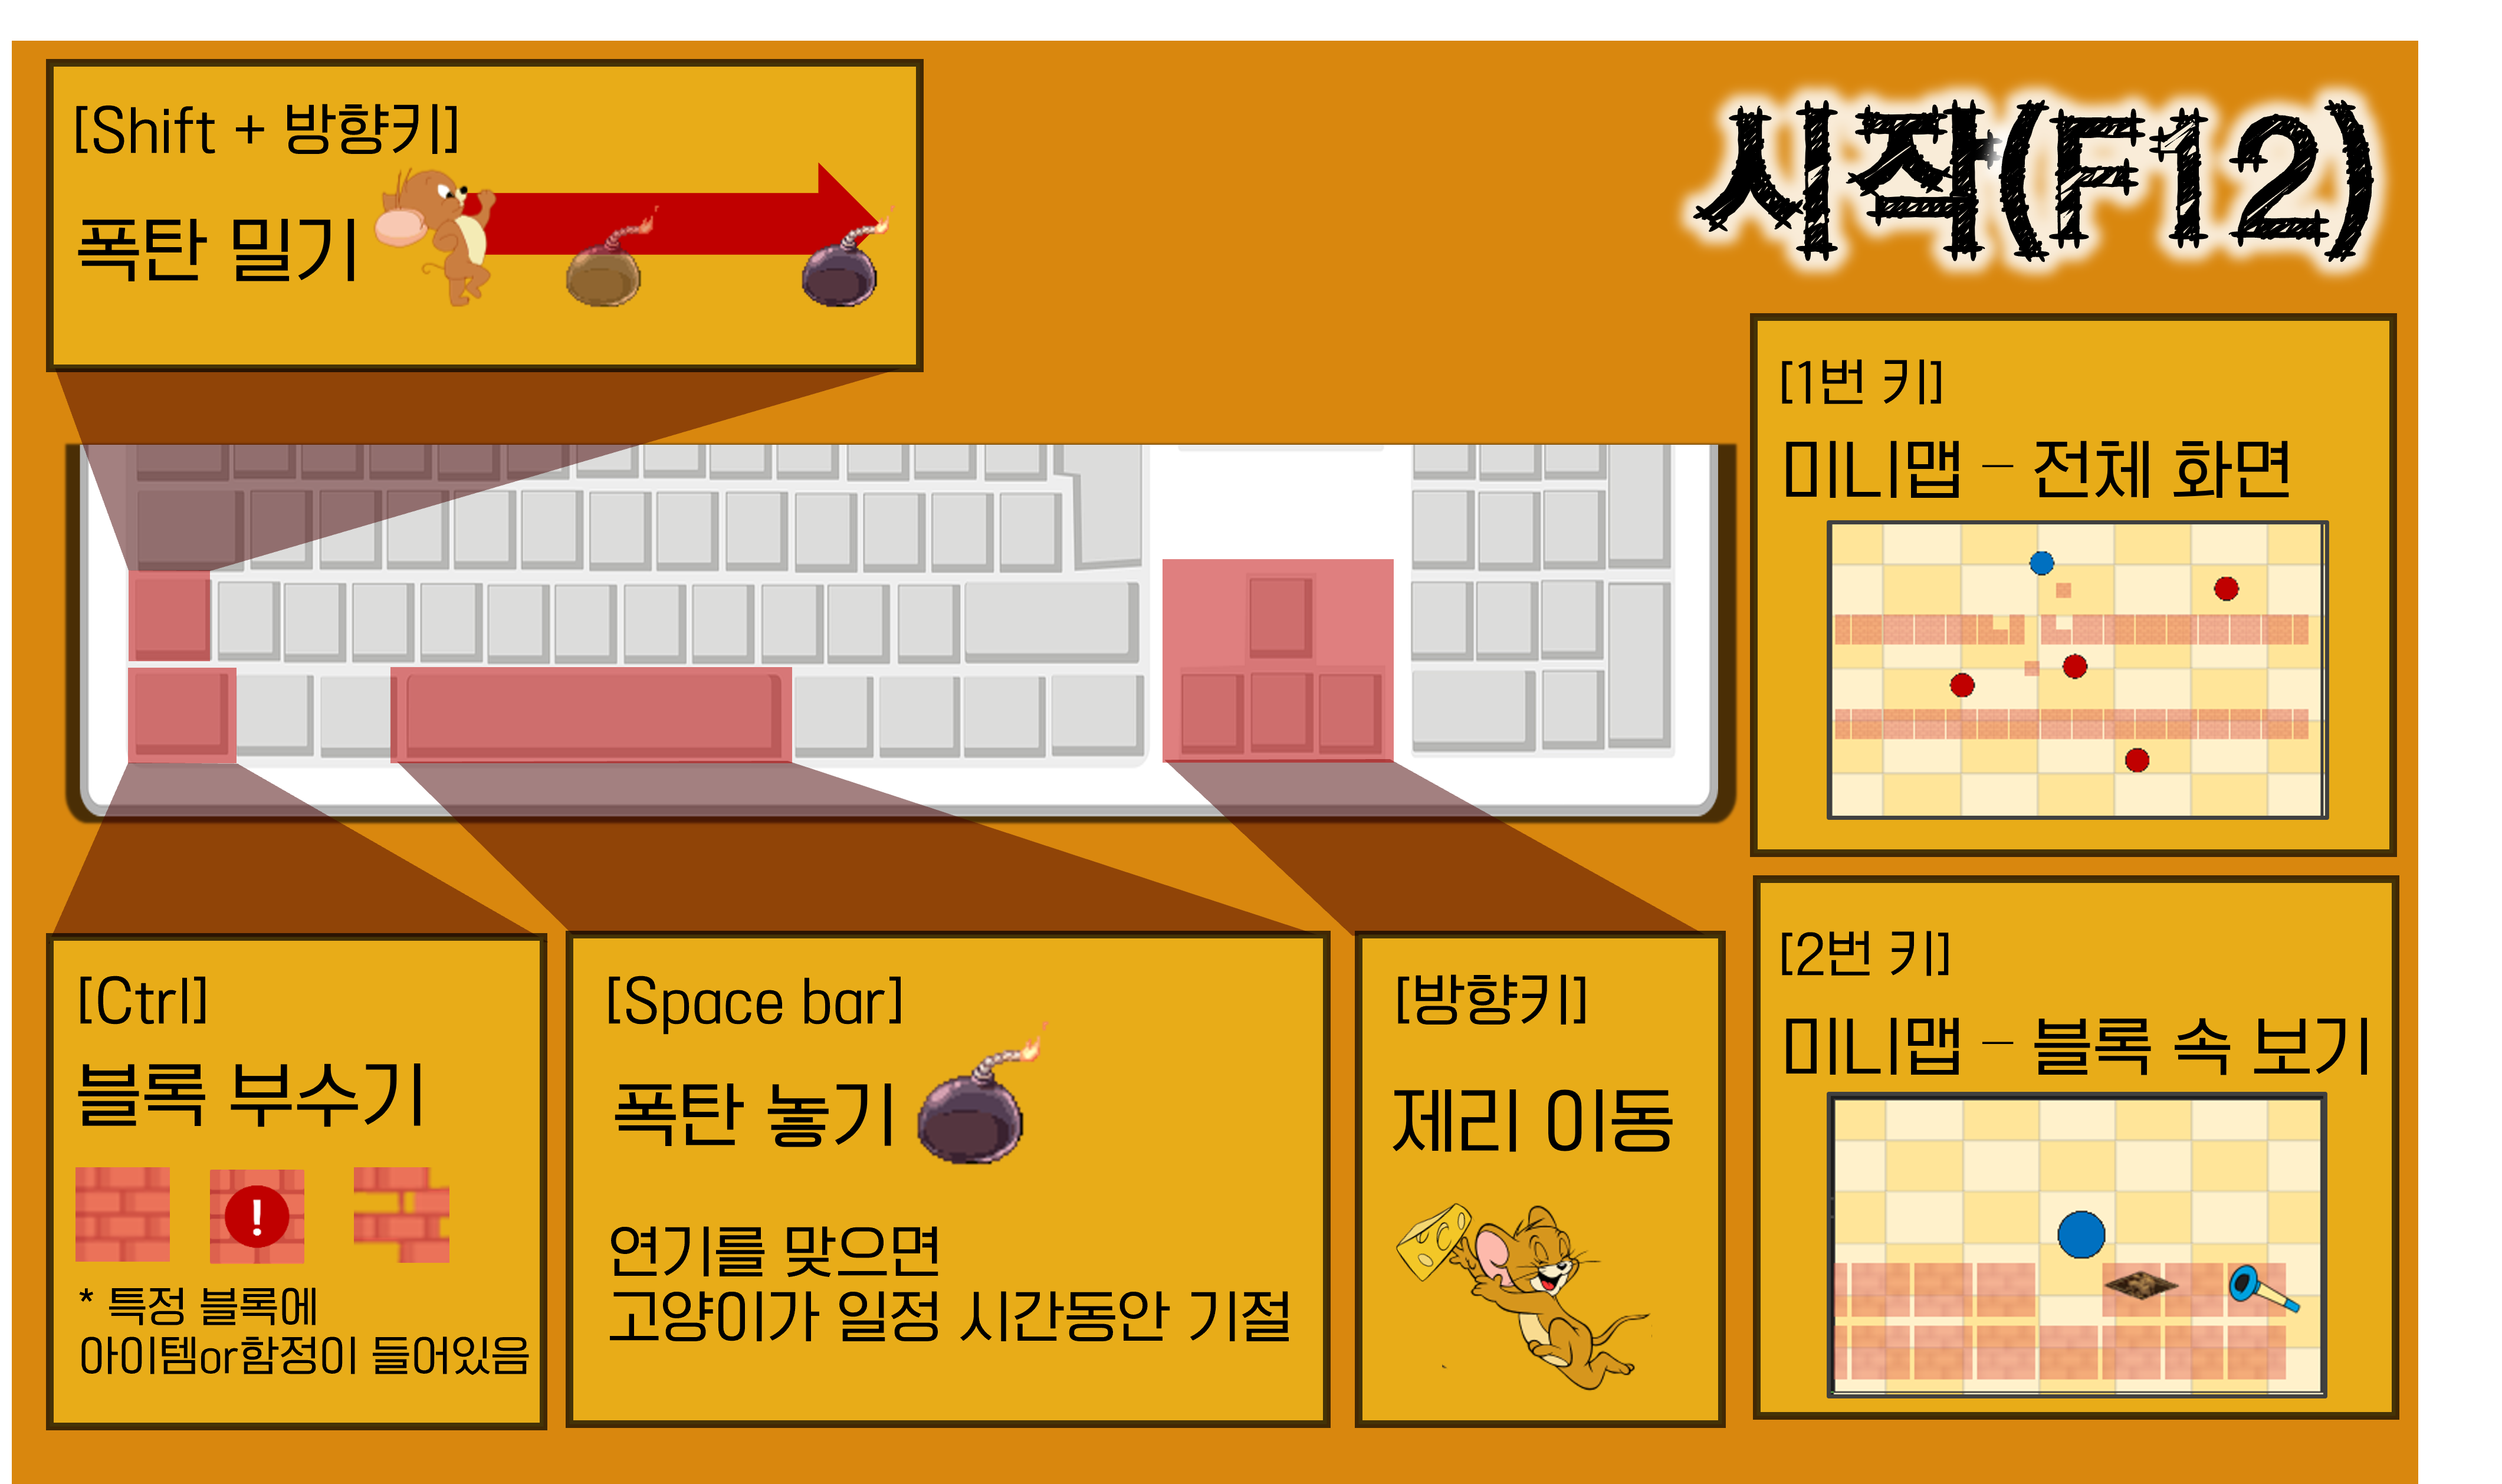 시작(F12)
[Shift + 방향키]
폭탄 밀기
[1번 키]
미니맵 - 전체 화면
[2번 키]
미니맵 - 블록 속 보기
[Ctrl]
블록 부수기
!
* 특정 블록에
아이템or함정이 들어있음
[Space bar]
폭탄 놓기
연기를 맞으면
고양이가 일정 시간동안 기절
[방향키]
제리 이동